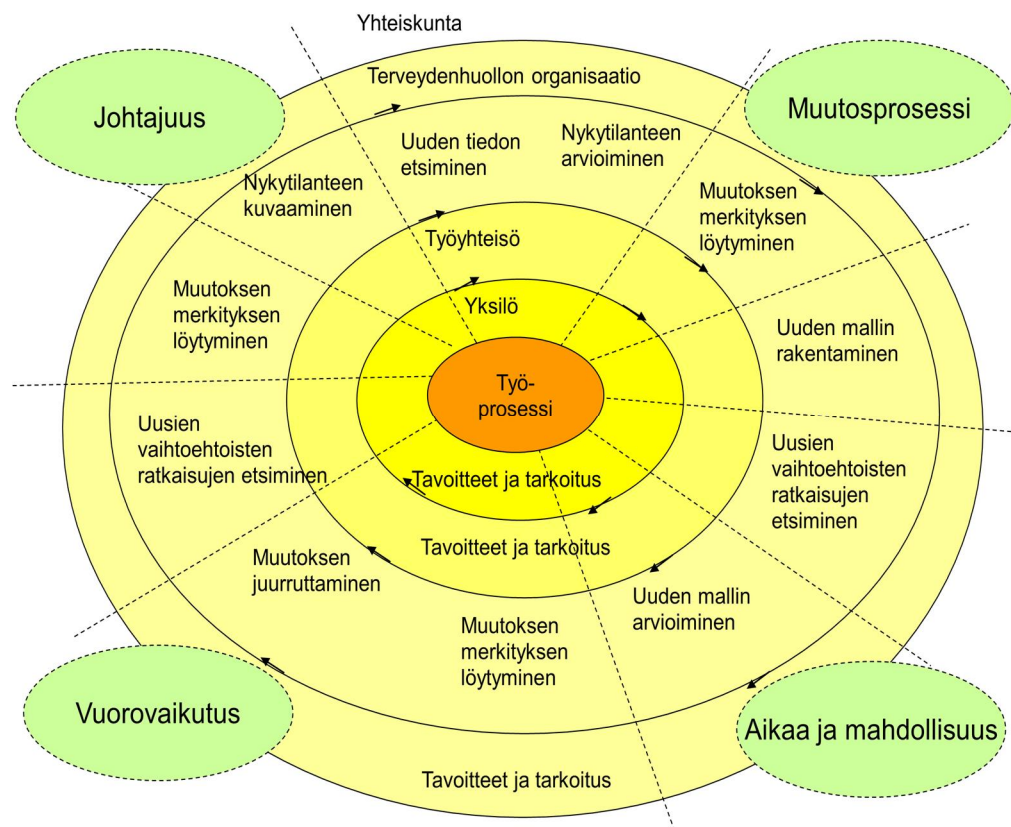 Yhteiskunta
Terveydenhuollon organisaatio
Johtajuus
Muutosprosessi
Uuden tiedon
etsiminen
Nykytilanteen
arvioiminen
Nykytilanteen
kuvaaminen
Muutoksen
merkityksen
löytyminen
Työyhteisö
Muutoksen
merkityksen
löytyminen
Yksilö
Uuden mallin
rakentaminen
Työ-
prosessi
Uusien
vaihtoehtoisten
ratkaisujen etsiminen
Uusien
vaihtoehtoisten
ratkaisujen
etsiminen
Tavoitteet ja tarkoitus
Tavoitteet ja tarkoitus
Muutoksen
juurruttaminen
Uuden mallin
arvioiminen
Muutoksen
merkityksen
löytyminen
Vuorovaikutus
Aikaa ja mahdollisuus
Tavoitteet ja tarkoitus